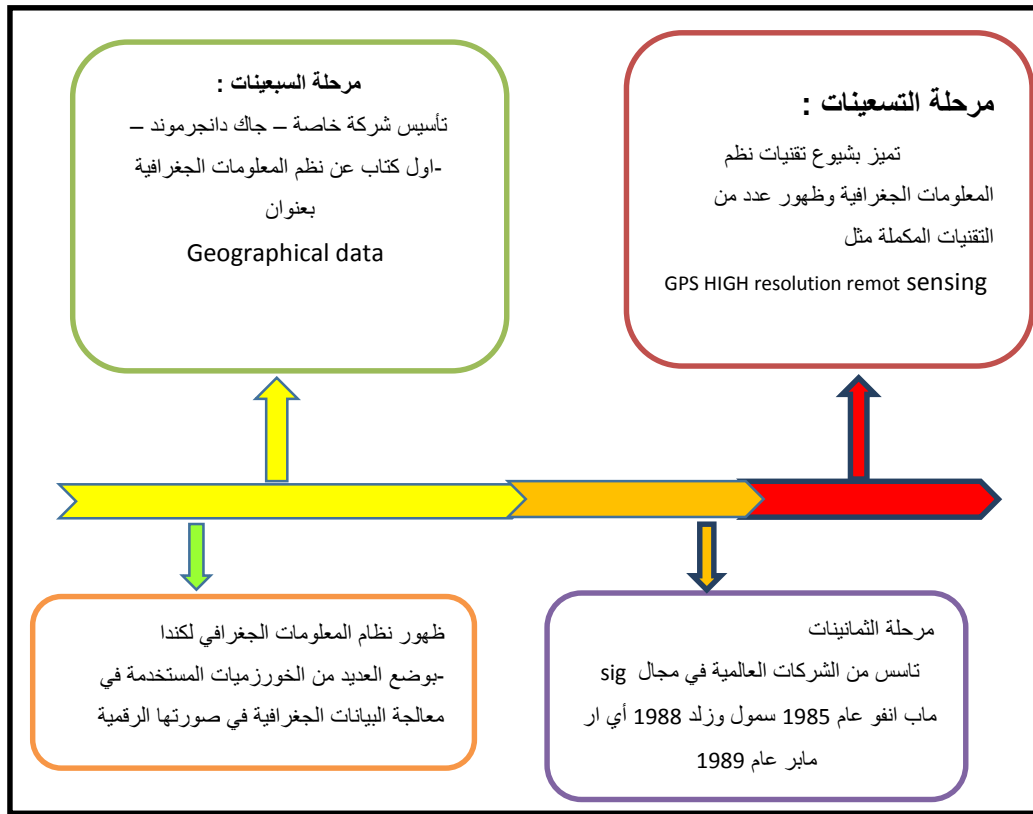 مرحلة السبعينات :
تأسيس شركة خاصة – جاك دانجرموند –
-اول كتاب عن نظم المعلومات الجغرافية
بعنوان
Geographical data
مرحلة التسعينات :
تميز بشيوع تقنيات نظم
المعلومات الجغرافية وظهور عدد من
التقنيات المكملة مثل
GPS HIGH resolution remot sensing
ظهور نظام المعلومات الجغرافي لكندا
-بوضع العديد من الخورزميات المستخدمة في
معالجة البيانات الجغرافية في صورتها الرقمية
مرحلة الثمانينات
تاسس من الشركات العالمية في مجال sig
ماب انفو عام 1985 سمول وزلد 1988 أي ار
مابر عام 1989